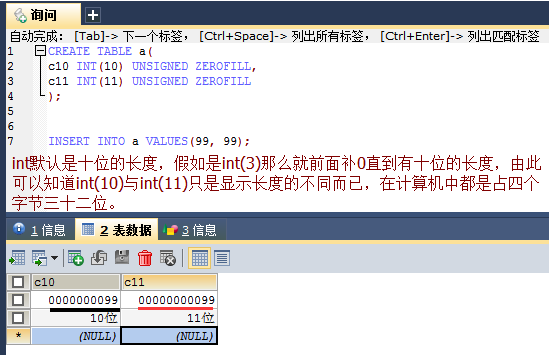 询问
自动完成: [Tab]-> 下一个标签, [Ctrl+Space]-> 列出所有标签, [Ctrl+Enter]-> 列出匹配标签
1 CREATE TABLE a(
2 c10 INT(10) UNSIGNED ZEROFILL,
3 c11 INT(11) UNSIGNED ZEROFILL
4 );
5
6
7 INSERT INTO a VALUES(99, 99);
int默认是十位的长度，假如是int(3)那么就前面补0直到有十位的长度，由此
可以知道int(10)与int(11)只是显示长度的不同而已，在计算机中都是占四个
字节三十二位。
1 信息 2 表数据 3 信息
c10 c11
0000000099 00000000099
10位 11位
* (NULL) (NULL)